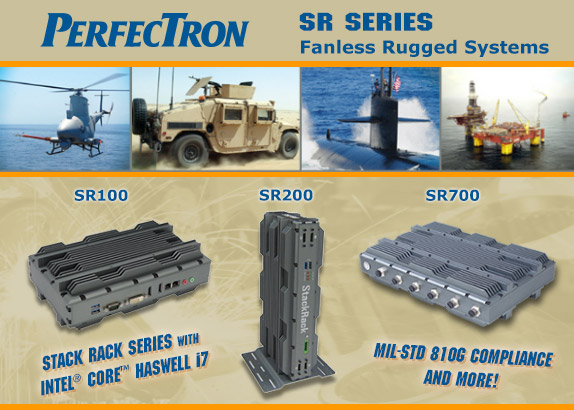 PERFECTRON
SR SERIES
Fanless Rugged Systems
SR100
SR200
SR700
StackRack
STACK RACK SERIES WITH
INTEL® CORE™ HASWELL i7
MIL-STD 810G COMPLIANCE
AND MORE!